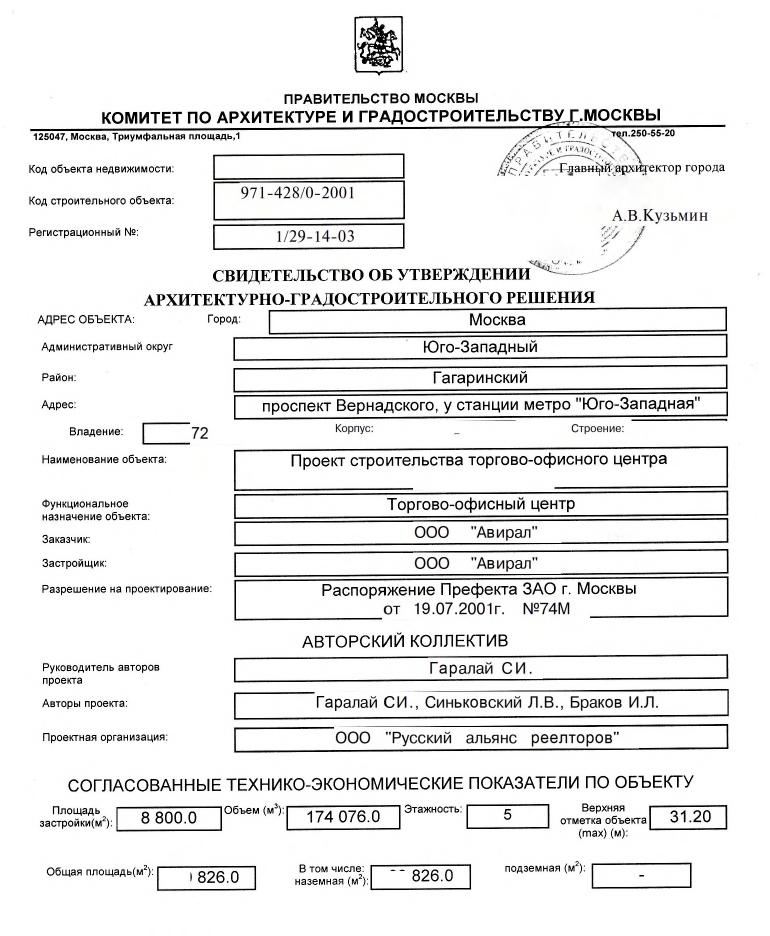 ПРАВИТЕЛЬСТВО МОСКВЫ
КОМИТЕТ ПО АРХИТЕКТУРЕ И ГРАДОСТРОИТЕЛЬСТВУ Г.МОСКВЫ
125047, Москва, Триумфальная площадь,1 тел.250-55-20
ПРАВИТЕЛЬСТВО
Код объекта недвижимости: Главный архитектор города
Код строительного объекта: 971-428/0-2001
А.В.Кузьмин
Регистрационный №: 1/29-14-03
СВИДЕТЕЛЬСТВО ОБ УТВЕРЖДЕНИИ
АРХИТЕКТУРНО-ГРАДОСТРОИТЕЛЬНОГО РЕШЕНИЯ
АДРЕС ОБЪЕКТА: Город: Москва
Административный округ Юго-Западный
Район: Гагаринский
Адрес: проспект Вернадского, у станции метро "Юго-Западная"
Владение: 72 Корпус: – Строение:
Наименование объекта: Проект строительства торгово-офисного центра
Функциональное назначение объекта: Торгово-офисный центр
Заказчик: ООО "Авирал"
Застройщик: ООО "Авирал"
Разрешение на проектирование: Распоряжение Префекта ЗАО г. Москвы
от 19.07.2001г. №74М
АВТОРСКИЙ КОЛЛЕКТИВ
Руководитель авторов проекта Гаралай СИ.
Авторы проекта: Гаралай СИ., Синьковский Л.В., Браков И.Л.
Проектная организация: ООО "Русский альянс реелторов"
СОГЛАСОВАННЫЕ ТЕХНИКО-ЭКОНОМИЧЕСКИЕ ПОКАЗАТЕЛИ ПО ОБЪЕКТУ
Площадь застройки(м²): 8 800.0 Объем (м³): 174 076.0 Этажность: 5 Верхняя отметка объекта (max) (м): 31.20
Общая площадь(м²): 826.0 В том числе: наземная (м²): 826.0 подземная (м²): -